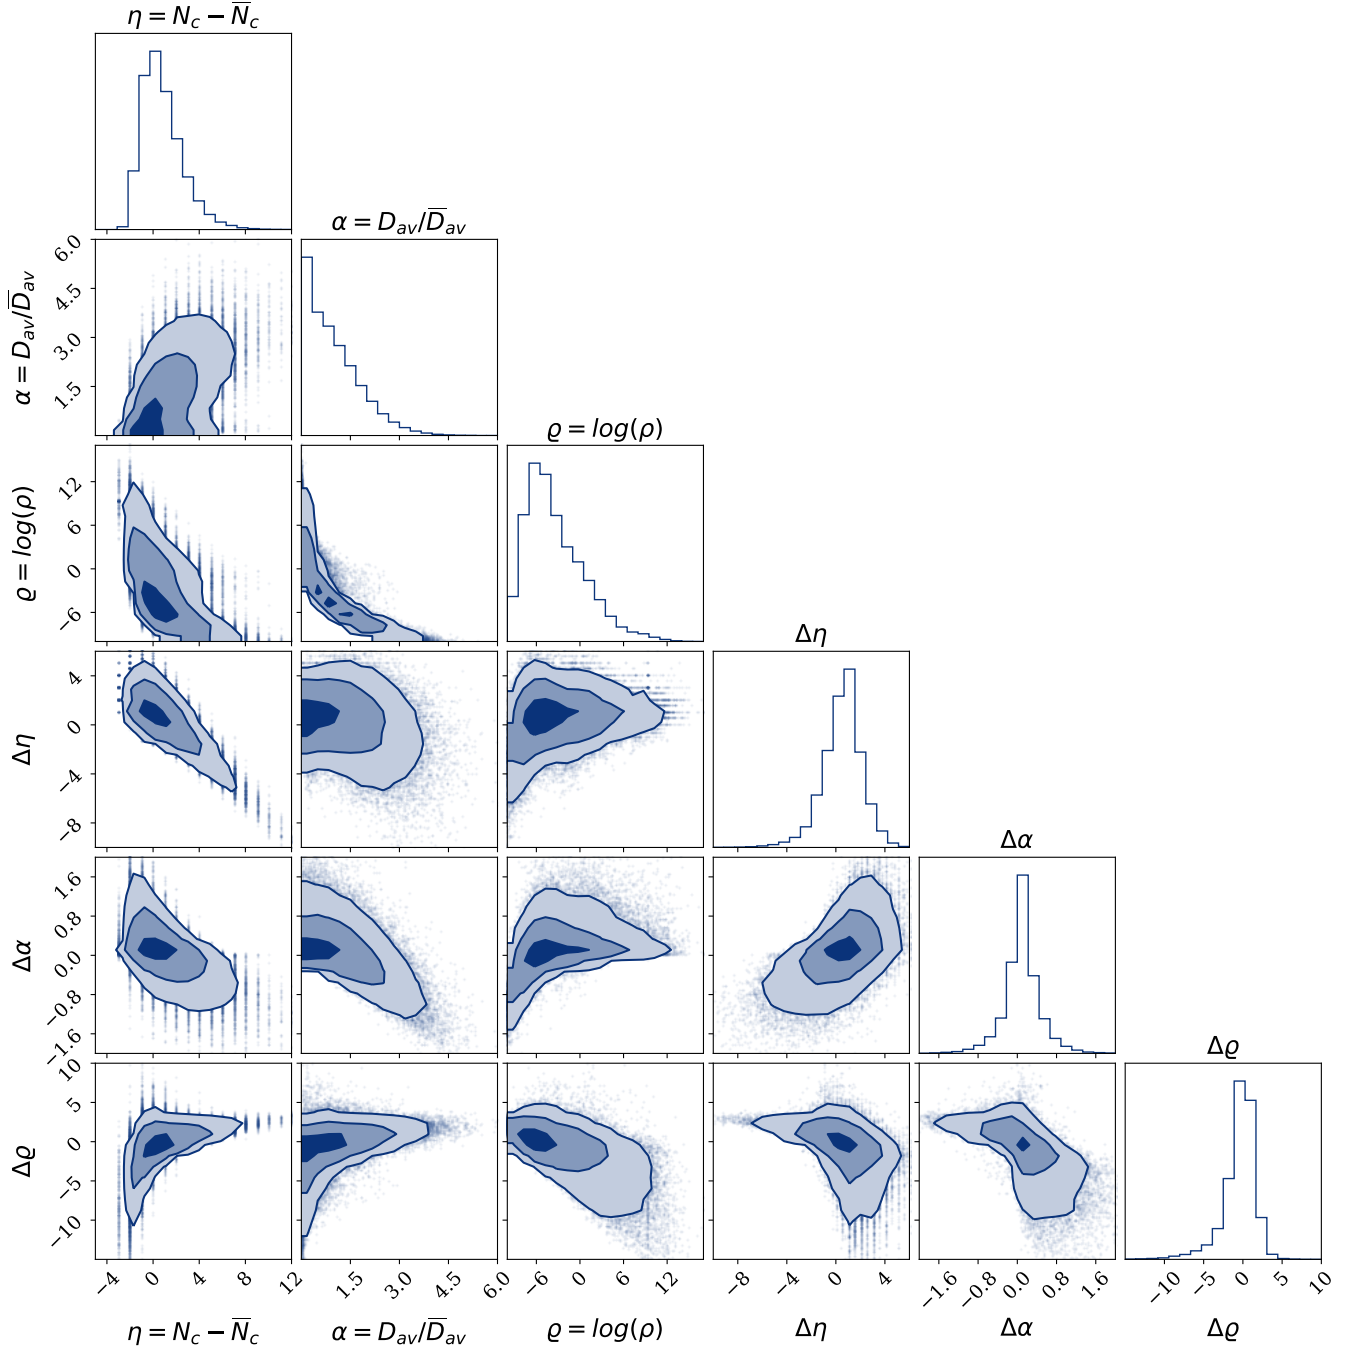 η = N_c − N̅_c
α = D_av/D̅_av
6.0
4.5
3.0
1.5
α = D_av/D̅_av
ϱ = log(ρ)
12
6
0
−6
ϱ = log(ρ)
Δη
4
0
−4
−8
Δη
Δα
1.6
0.8
0.0
−0.8
−1.6
Δα
Δϱ
10
5
0
−5
−10
Δϱ
−4 0 4 8 12
1.5 3.0 4.5 6.0
−6 0 6 12
−8 −4 0 4
−1.6 −0.8 0.0 0.8 1.6
−10 −5 0 5 10
η = N_c − N̅_c α = D_av/D̅_av ϱ = log(ρ) Δη Δα Δϱ